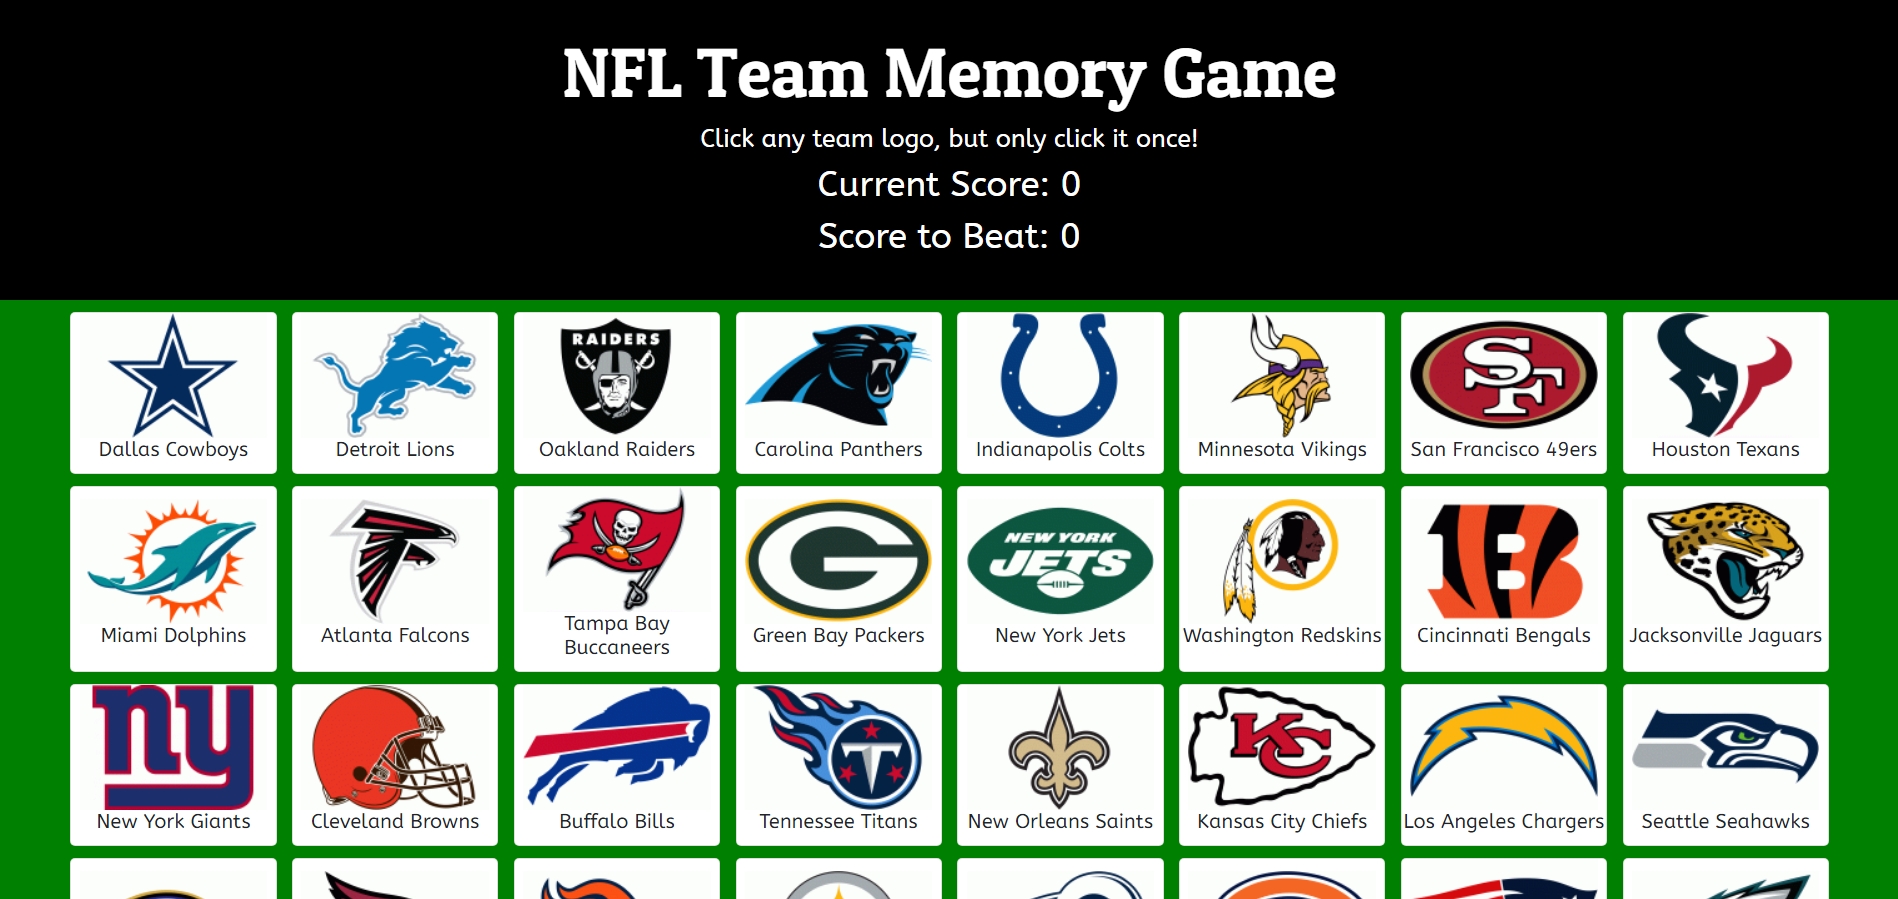 NFL Team Memory Game
Click any team logo, but only click it once!
Current Score: 0
Score to Beat: 0
RAIDERS
SF
Dallas Cowboys
Detroit Lions
Oakland Raiders
Carolina Panthers
Indianapolis Colts
Minnesota Vikings
San Francisco 49ers
Houston Texans
G
NEW YORK
JETS
B
Miami Dolphins
Atlanta Falcons
Tampa Bay
Buccaneers
Green Bay Packers
New York Jets
Washington Redskins
Cincinnati Bengals
Jacksonville Jaguars
ny
T
KC
New York Giants
Cleveland Browns
Buffalo Bills
Tennessee Titans
New Orleans Saints
Kansas City Chiefs
Los Angeles Chargers
Seattle Seahawks